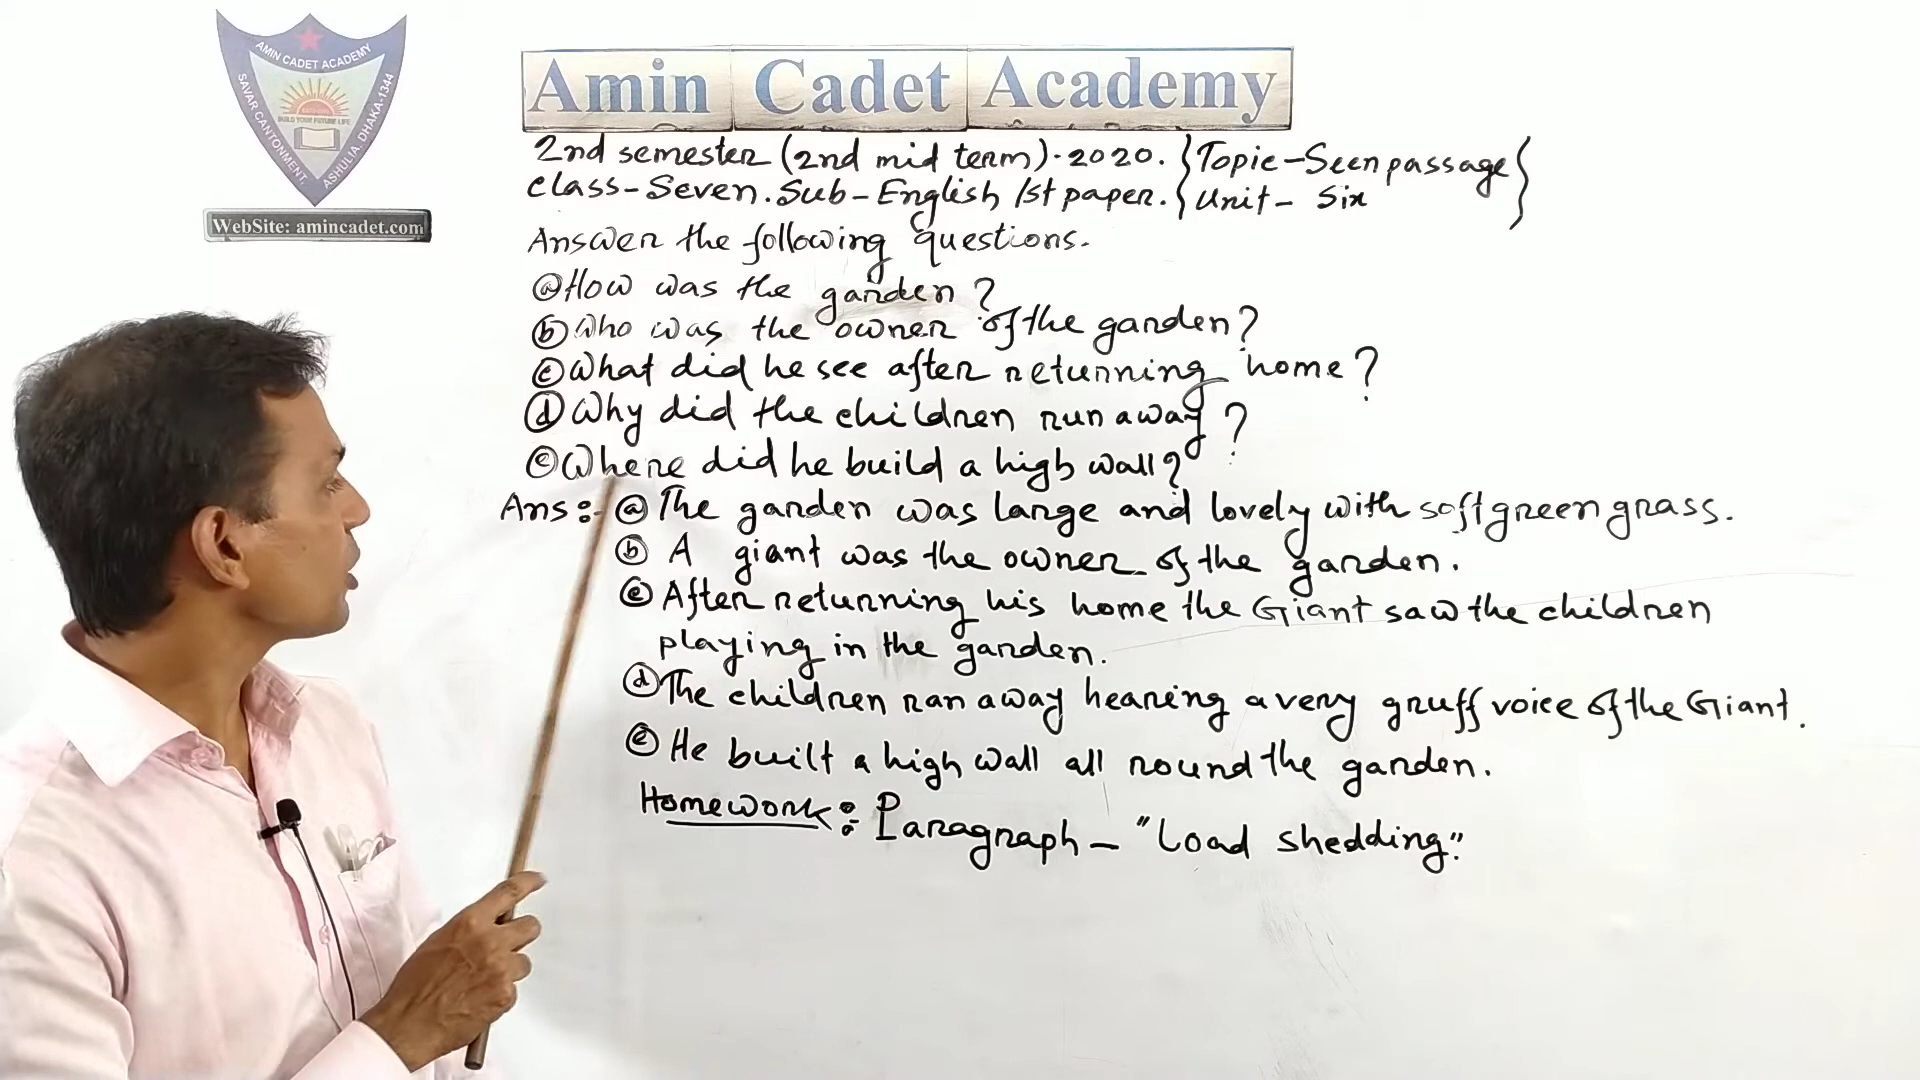 AMIN CADET ACADEMY
SAVAR CANTONMENT.
ASHULIA, DHAKA-1344
BUILD YOUR FUTURE LIFE
WebSite: amincadet.com
Amin Cadet Academy
2nd semester (2nd mid term)-2020. {Topic-Seen passage}
Class-Seven. Sub-English 1st paper. {Unit- Six
Answer the following questions.
ⓐ How was the garden?
ⓑ Who was the owner of the garden?
ⓒ What did he see after returning home?
ⓓ Why did the children run away?
ⓔ Where did he build a high wall?
Ans:- ⓐ The garden was large and lovely with soft green grass.
ⓑ A giant was the owner of the garden.
ⓒ After returning his home the Giant saw the children
playing in the garden.
ⓓ The children ran away hearing a very gruff voice of the Giant.
ⓔ He built a high wall all round the garden.
Homework:- Paragraph- "Load shedding".